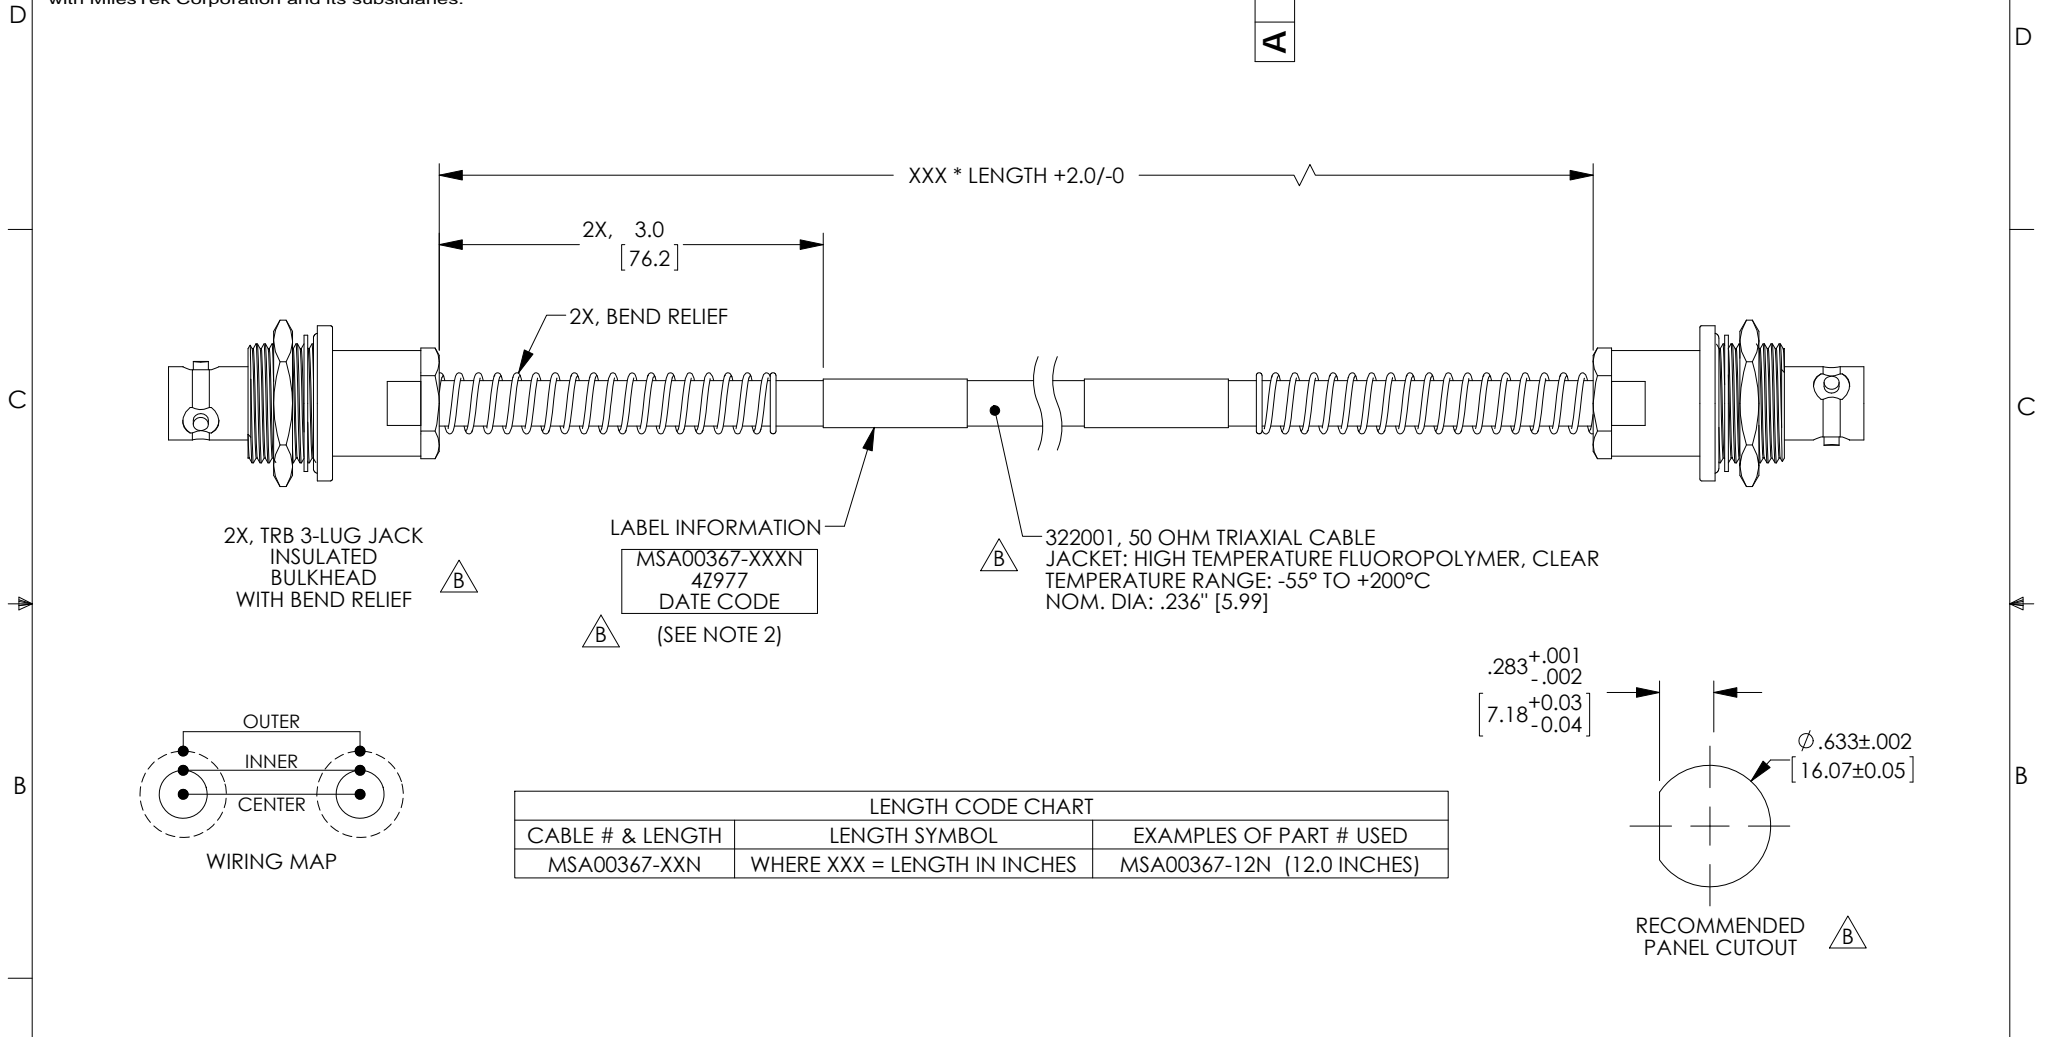 with MilesTek Corporation and its subsidiaries.
D
A
D
XXX * LENGTH +2.0/-0
2X, 3.0
[76.2]
2X, BEND RELIEF
C
C
2X, TRB 3-LUG JACK
INSULATED
BULKHEAD
WITH BEND RELIEF
B
LABEL INFORMATION
MSA00367-XXXN
4Z977
DATE CODE
(SEE NOTE 2)
B
B
322001, 50 OHM TRIAXIAL CABLE
JACKET: HIGH TEMPERATURE FLUOROPOLYMER, CLEAR
TEMPERATURE RANGE: -55° TO +200°C
NOM. DIA: .236" [5.99]
.283 +.001
-.002
[7.18 +0.03
-0.04]
Ø.633±.002
[16.07±0.05]
B
B
OUTER
INNER
CENTER
WIRING MAP
LENGTH CODE CHART
CABLE # & LENGTH LENGTH SYMBOL EXAMPLES OF PART # USED
MSA00367-XXN WHERE XXX = LENGTH IN INCHES MSA00367-12N (12.0 INCHES)
RECOMMENDED
PANEL CUTOUT
B